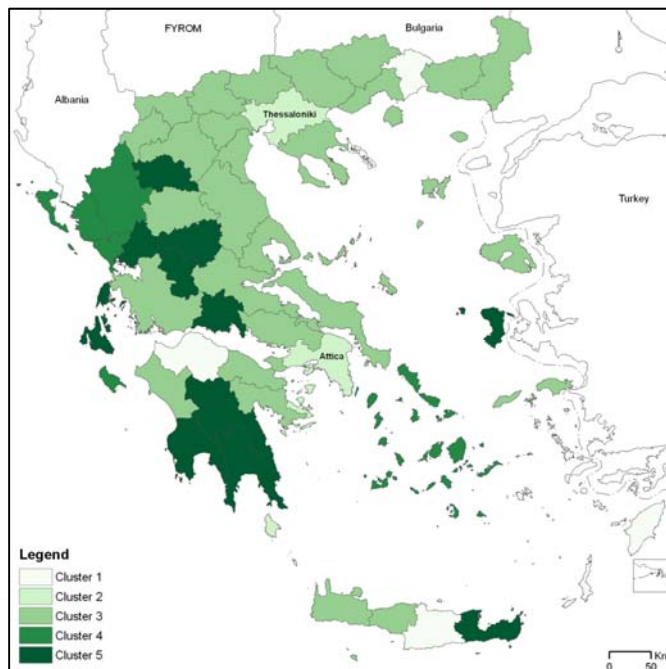 FYROM
Bulgaria
Albania
Thessaloniki
Turkey
Attica
Legend
Cluster 1
Cluster 2
Cluster 3
Cluster 4
Cluster 5
0 50